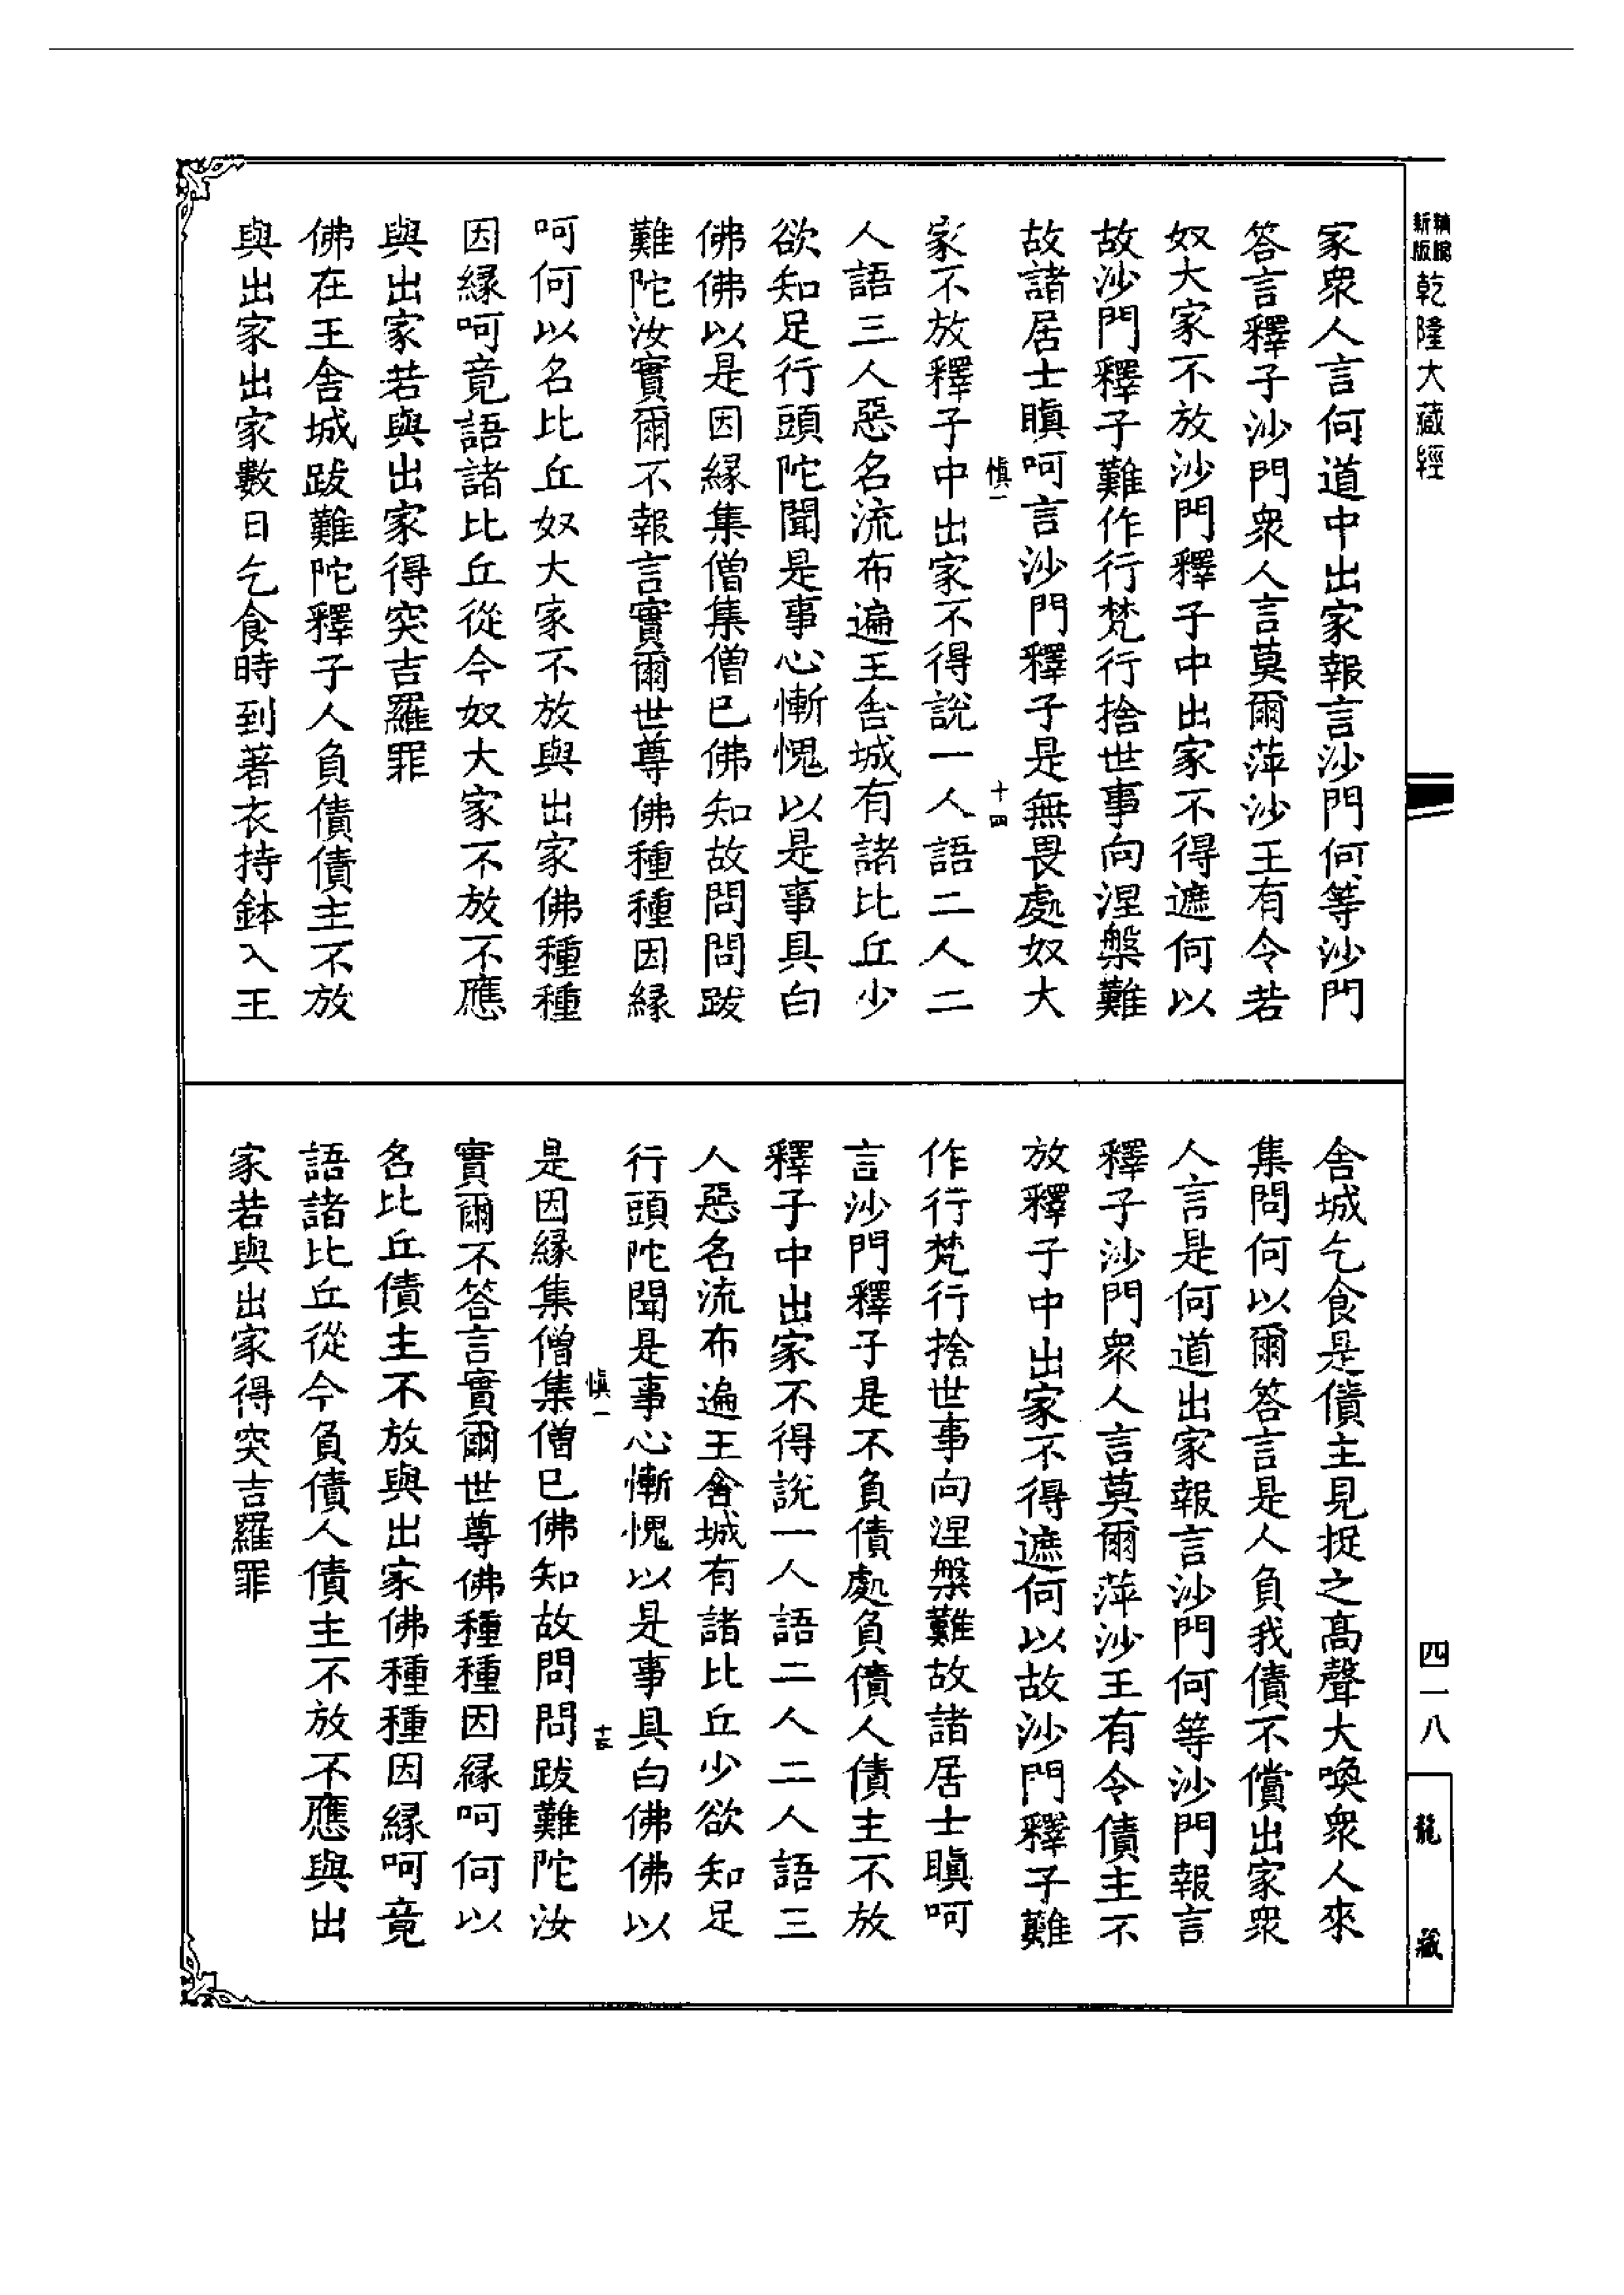 新版
精縮
乾隆大藏經
家衆人言何道中出家報言沙門何等沙門
答言釋子沙門衆人言莫爾萍沙王有令若
奴大家不放沙門釋子中出家不得遮何以
故沙門釋子難作行梵行捨世事向涅槃難
故諸居士瞋呵言沙門釋子是無畏處奴大
慎一
十四
家不放釋子中出家不得說一人語二人二
人語三人惡名流布遍王舍城有諸比丘少
欲知足行頭陀聞是事心慚愧以是事具白
佛佛以是因緣集僧集僧已佛知故問問跋
難陀汝實爾不報言實爾世尊佛種種因緣
呵何以名比丘奴大家不放與出家佛種種
因緣呵竟語諸比丘從今奴大家不放不應
與出家若與出家得突吉羅罪
佛在王舍城跋難陀釋子人負債債主不放
與出家出家數日乞食時到著衣持鉢入王
舍城乞食是債主見捉之高聲大喚衆人來
集問何以爾答言是人負我債不償出家衆
人言是何道出家報言沙門何等沙門報言
釋子沙門衆人言莫爾萍沙王有令債主不
放釋子中出家不得遮何以故沙門釋子難
作行梵行捨世事向涅槃難故諸居士瞋呵
言沙門釋子是不負債處負債人債主不放
釋子中出家不得說一人語二人二人語三
人惡名流布遍王舍城有諸比丘少欲知足
行頭陀聞是事心慚愧以是事具白佛佛以
慎一
十五
是因緣集僧集僧已佛知故問問跋難陀汝
實爾不答言實爾世尊佛種種因緣呵何以
名比丘債主不放與出家佛種種因緣呵竟
語諸比丘從今負債人債主不放不應與出
家若與出家得突吉羅罪
四一八
龍藏